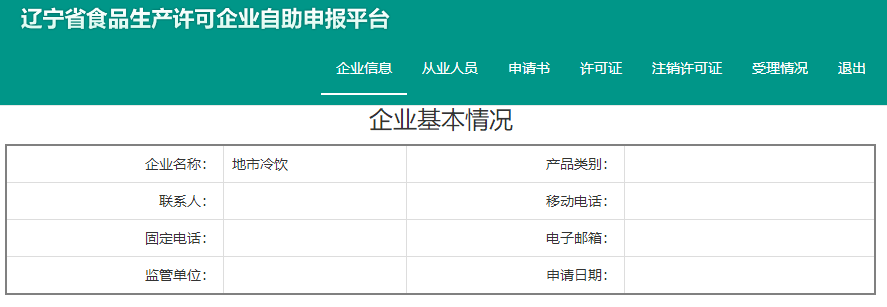 辽宁省食品生产许可企业自助申报平台
企业信息 从业人员 申请书 许可证 注销许可证 受理情况 退出
企业基本情况
企业名称： 地市冷饮 产品类别：
联系人： 移动电话：
固定电话： 电子邮箱：
监管单位： 申请日期：